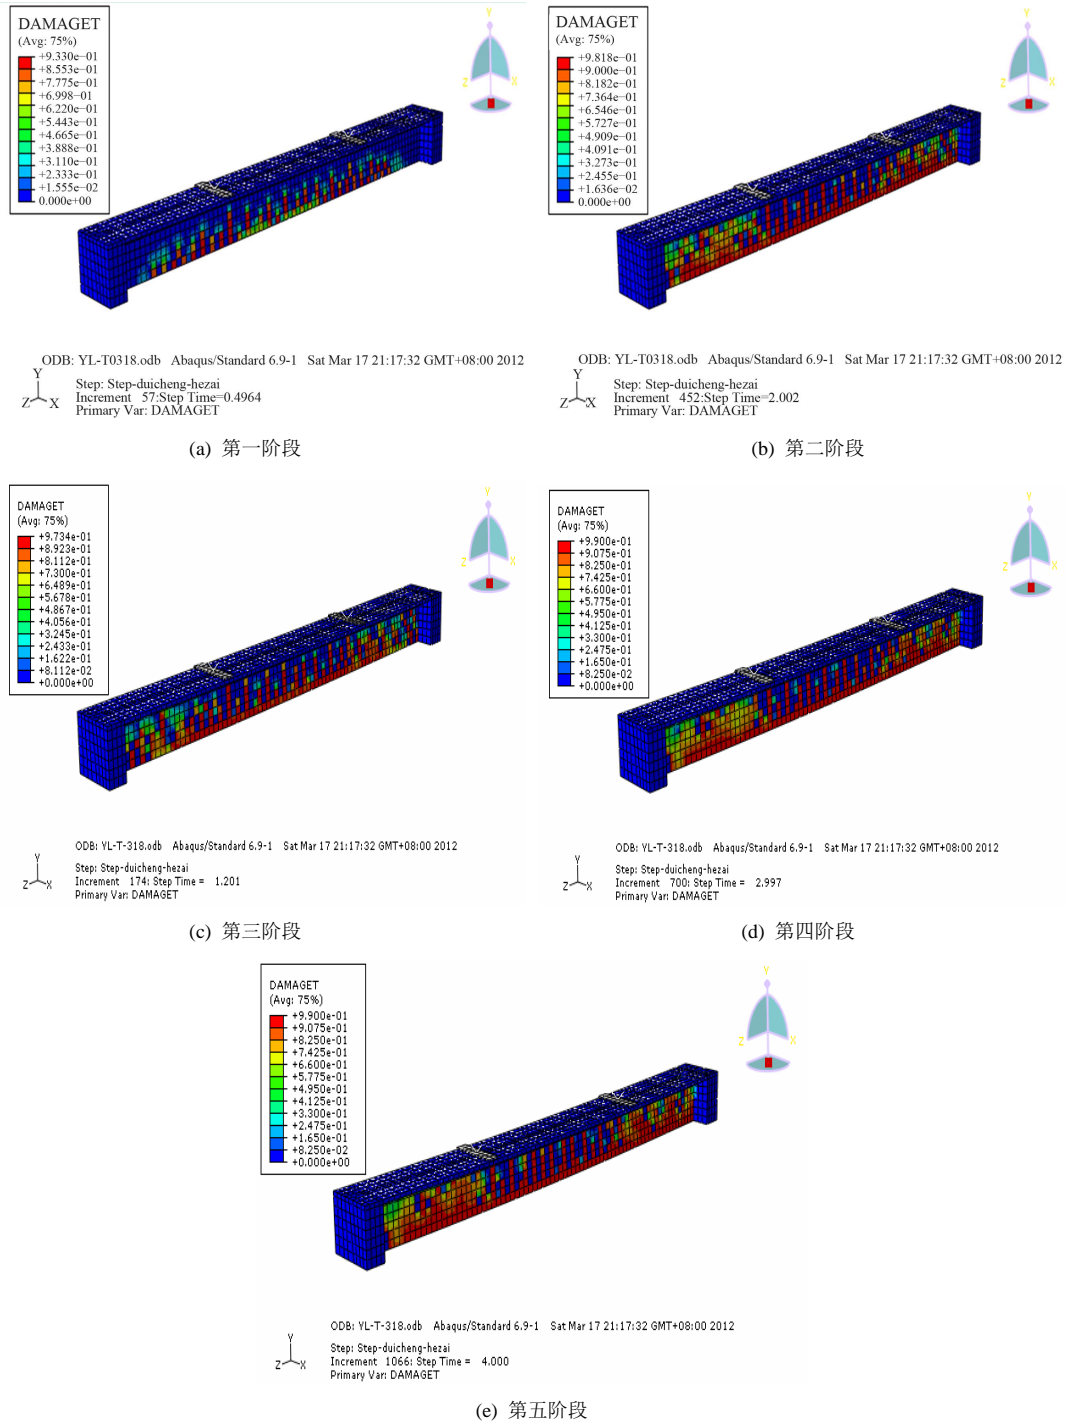 DAMAGET
(Avg: 75%)
+9.330e−01
+8.553e−01
+7.775e−01
+6.998−01
+6.220e−01
+5.443e−01
+4.665e−01
+3.888e−01
+3.110e−01
+2.333e−01
+1.555e−02
0.000e+00
Y
Z
X
ODB: YL-T0318.odb Abaqus/Standard 6.9-1 Sat Mar 17 21:17:32 GMT+08:00 2012
Y
Z X
Step: Step-duicheng-hezai
Increment 57:Step Time=0.4964
Primary Var: DAMAGET
(a) 第一阶段
DAMAGET
(Avg: 75%)
+9.818e−01
+9.000e−01
+8.182e−01
+7.364e−01
+6.546e−01
+5.727e−01
+4.909e−01
+4.091e−01
+3.273e−01
+2.455e−01
+1.636e−02
0.000e+00
Y
Z
X
ODB: YL-T0318.odb Abaqus/Standard 6.9-1 Sat Mar 17 21:17:32 GMT+08:00 2012
Y
Z X
Step: Step-duicheng-hezai
Increment 452:Step Time=2.002
Primary Var: DAMAGET
(b) 第二阶段
DAMAGET
(Avg: 75%)
+9.734e-01
+8.923e-01
+8.112e-01
+7.300e-01
+6.489e-01
+5.678e-01
+4.867e-01
+4.056e-01
+3.245e-01
+2.433e-01
+1.622e-01
+8.112e-02
+0.000e+00
Y
Z X
ODB: YL-T-318.odb Abaqus/Standard 6.9-1 Sat Mar 17 21:17:32 GMT+08:00 2012
Y
Z X
Step: Step-duicheng-hezai
Increment 174: Step Time = 1.201
Primary Var: DAMAGET
(c) 第三阶段
DAMAGET
(Avg: 75%)
+9.900e-01
+9.075e-01
+8.250e-01
+7.425e-01
+6.600e-01
+5.775e-01
+4.950e-01
+4.125e-01
+3.300e-01
+2.475e-01
+1.650e-01
+8.250e-02
+0.000e+00
Y
Z X
ODB: YL-T-318.odb Abaqus/Standard 6.9-1 Sat Mar 17 21:17:32 GMT+08:00 2012
Y
Z X
Step: Step-duicheng-hezai
Increment 700: Step Time = 2.997
Primary Var: DAMAGET
(d) 第四阶段
DAMAGET
(Avg: 75%)
+9.900e-01
+9.075e-01
+8.250e-01
+7.425e-01
+6.600e-01
+5.775e-01
+4.950e-01
+4.125e-01
+3.300e-01
+2.475e-01
+1.650e-01
+8.250e-02
+0.000e+00
Y
Z X
ODB: YL-T-318.odb Abaqus/Standard 6.9-1 Sat Mar 17 21:17:32 GMT+08:00 2012
Y
Z X
Step: Step-duicheng-hezai
Increment 1066: Step Time = 4.000
Primary Var: DAMAGET
(e) 第五阶段